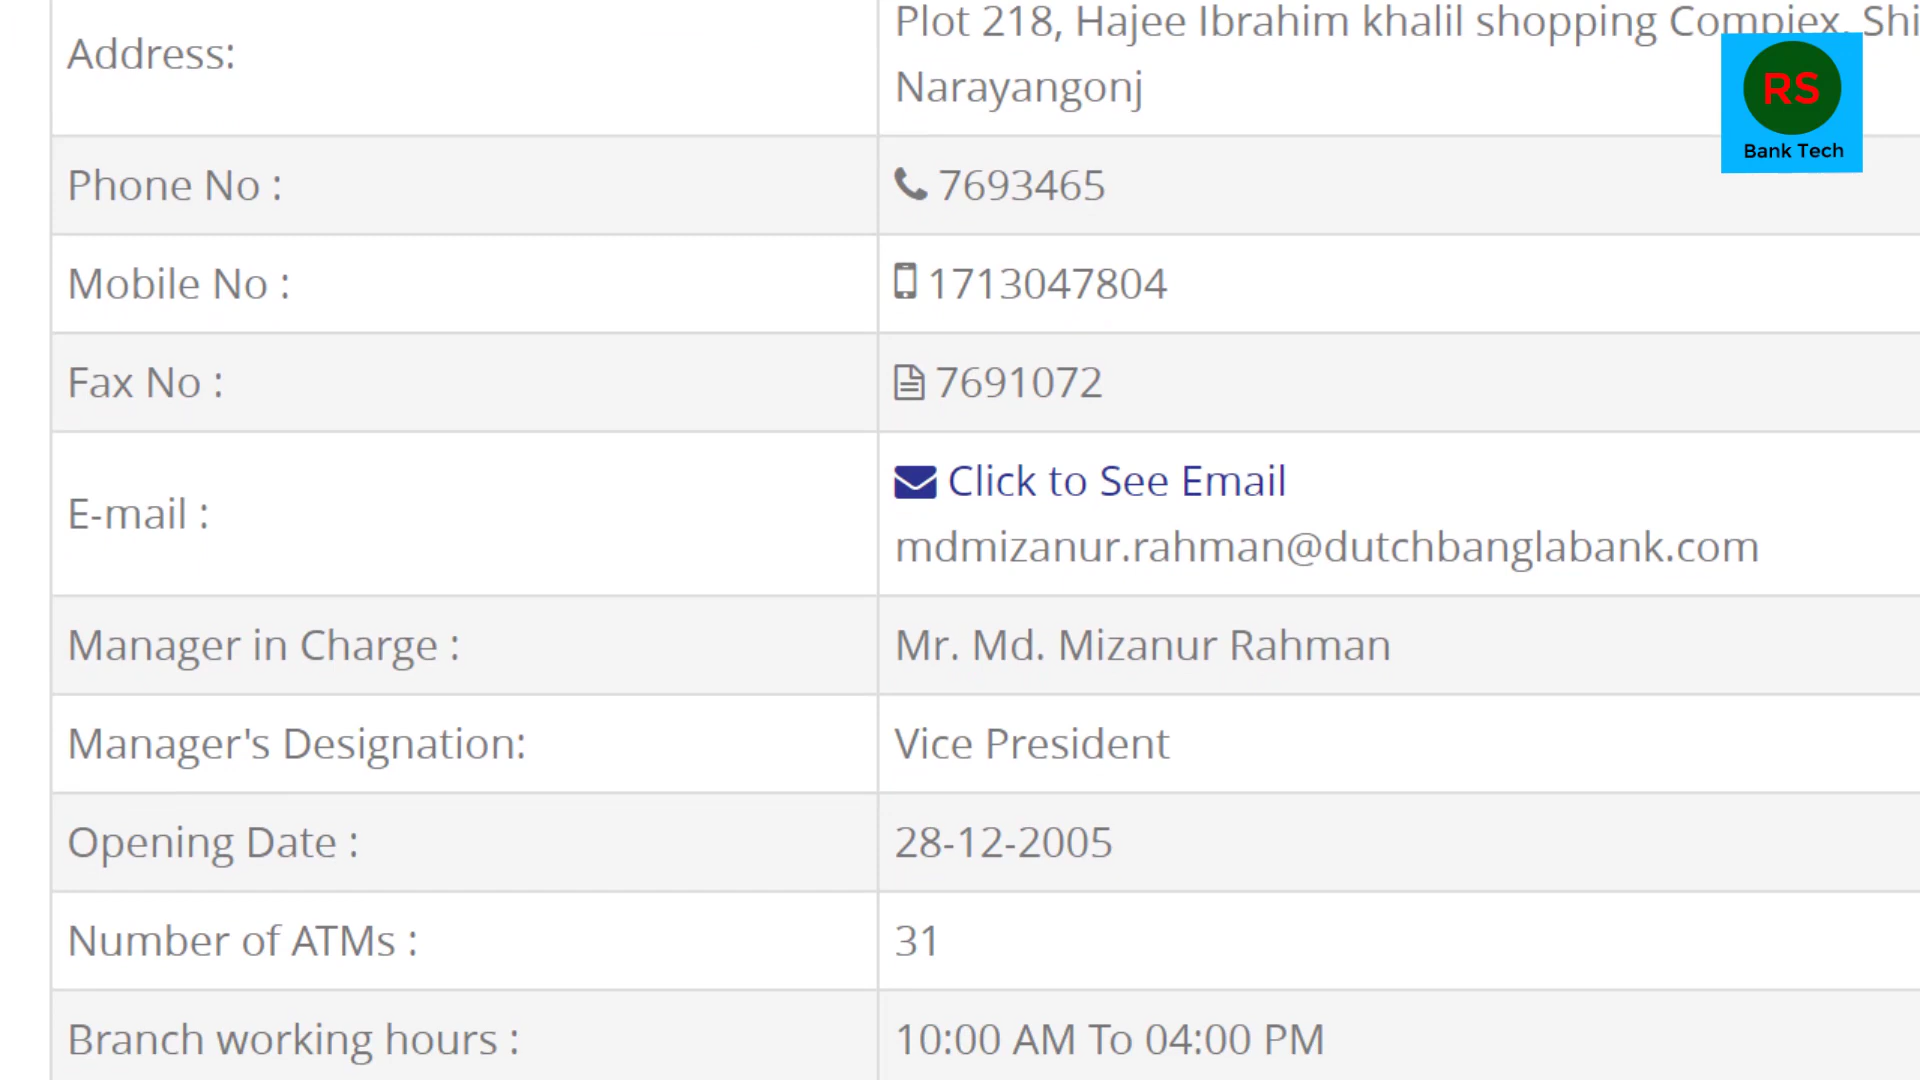 Address:
Plot 218, Hajee Ibrahim khalil shopping Complex, Shi
Narayangonj
RS
Bank Tech
Phone No :
7693465
Mobile No :
1713047804
Fax No :
7691072
E-mail :
Click to See Email
mdmizanur.rahman@dutchbanglabank.com
Manager in Charge :
Mr. Md. Mizanur Rahman
Manager's Designation:
Vice President
Opening Date :
28-12-2005
Number of ATMs :
31
Branch working hours :
10:00 AM To 04:00 PM